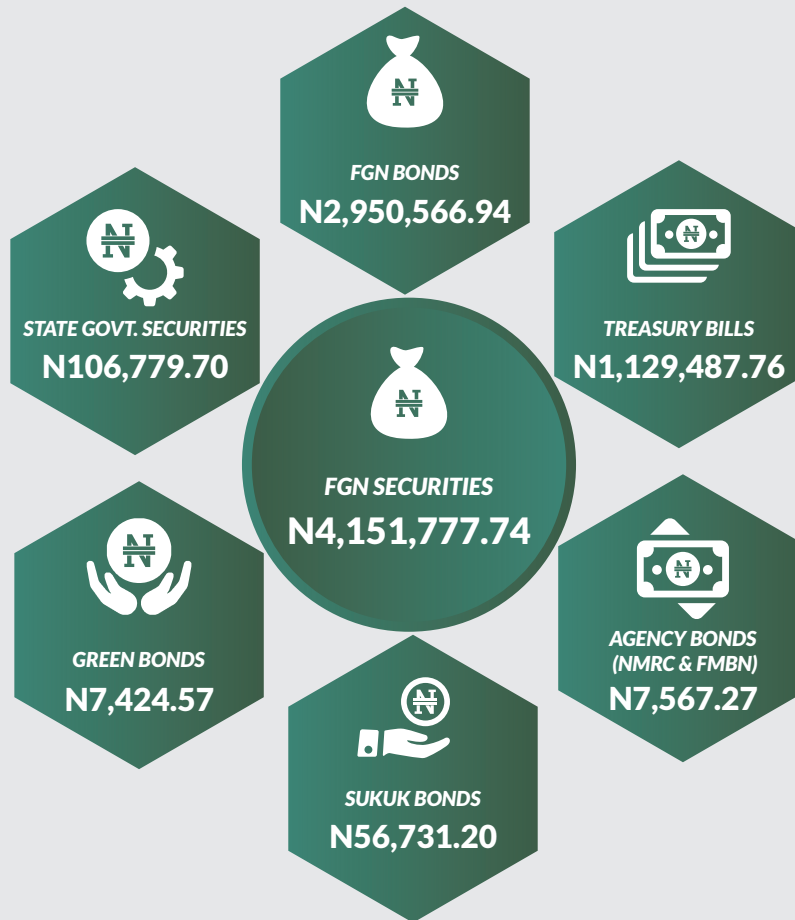 FGN BONDS
N2,950,566.94
STATE GOVT. SECURITIES
N106,779.70
TREASURY BILLS
N1,129,487.76
FGN SECURITIES
N4,151,777.74
GREEN BONDS
N7,424.57
AGENCY BONDS
(NMRC & FMBN)
N7,567.27
SUKUK BONDS
N56,731.20